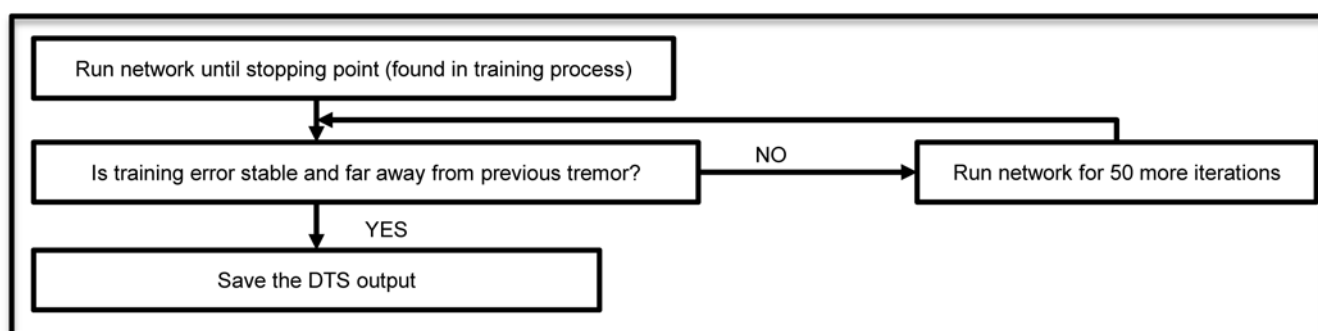 Run network until stopping point (found in training process)
Is training error stable and far away from previous tremor?
NO
Run network for 50 more iterations
YES
Save the DTS output